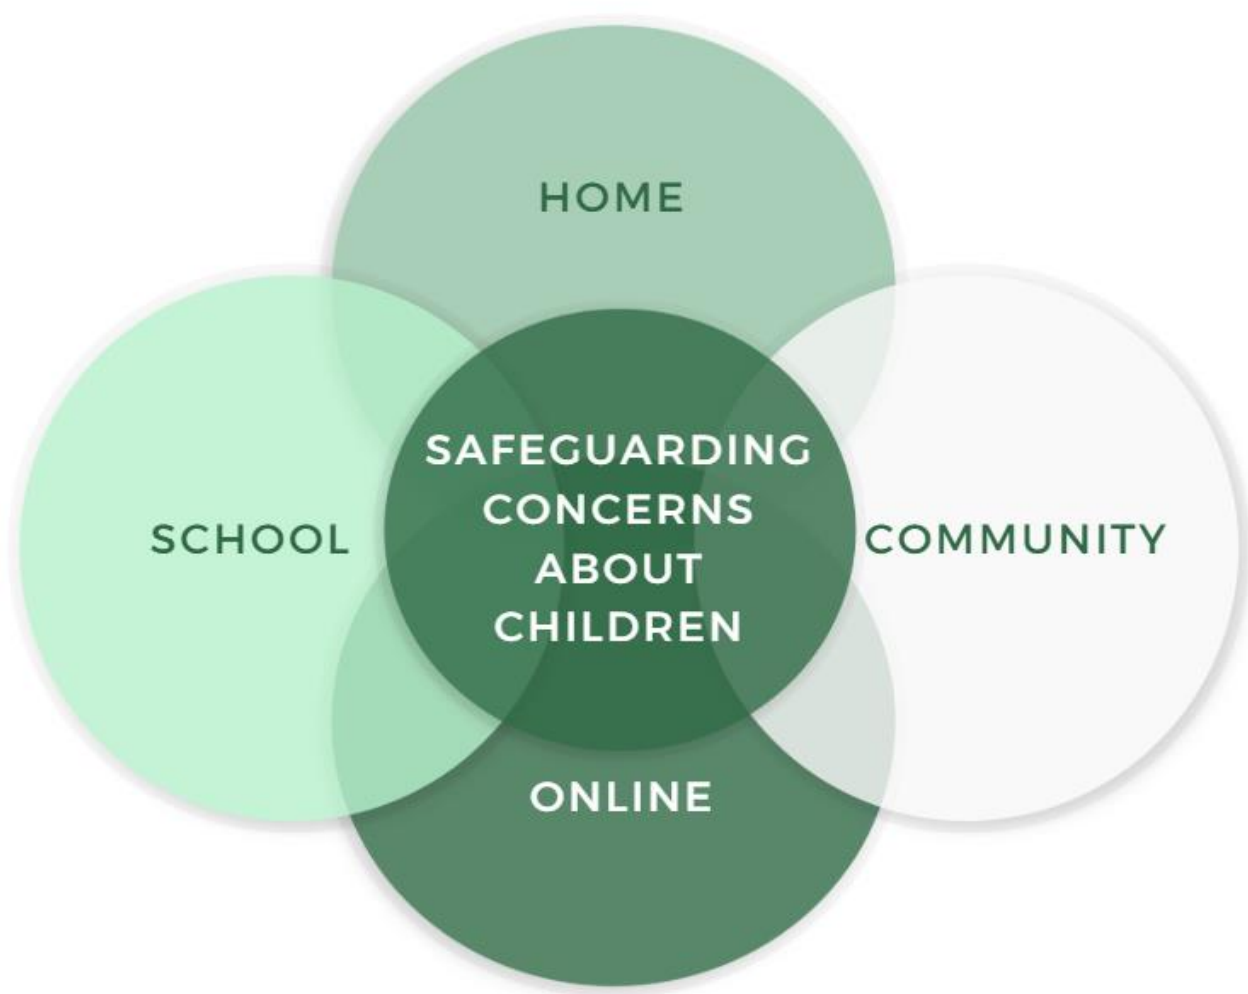 HOME
SAFEGUARDING
CONCERNS
SCHOOL
COMMUNITY
ABOUT
CHILDREN
ONLINE